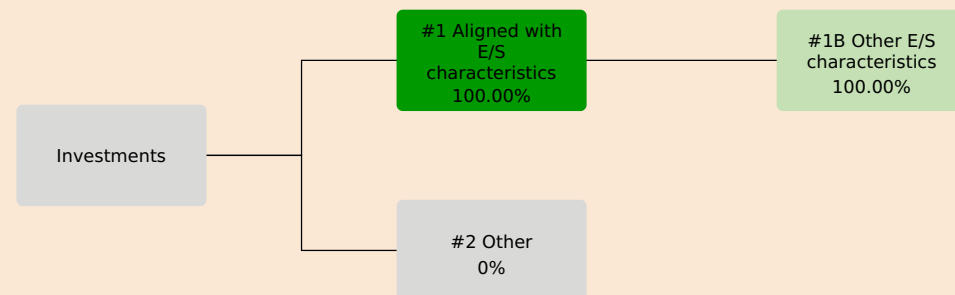 #1 Aligned with
E/S
characteristics
100.00%
#1B Other E/S
characteristics
100.00%
Investments
#2 Other
0%